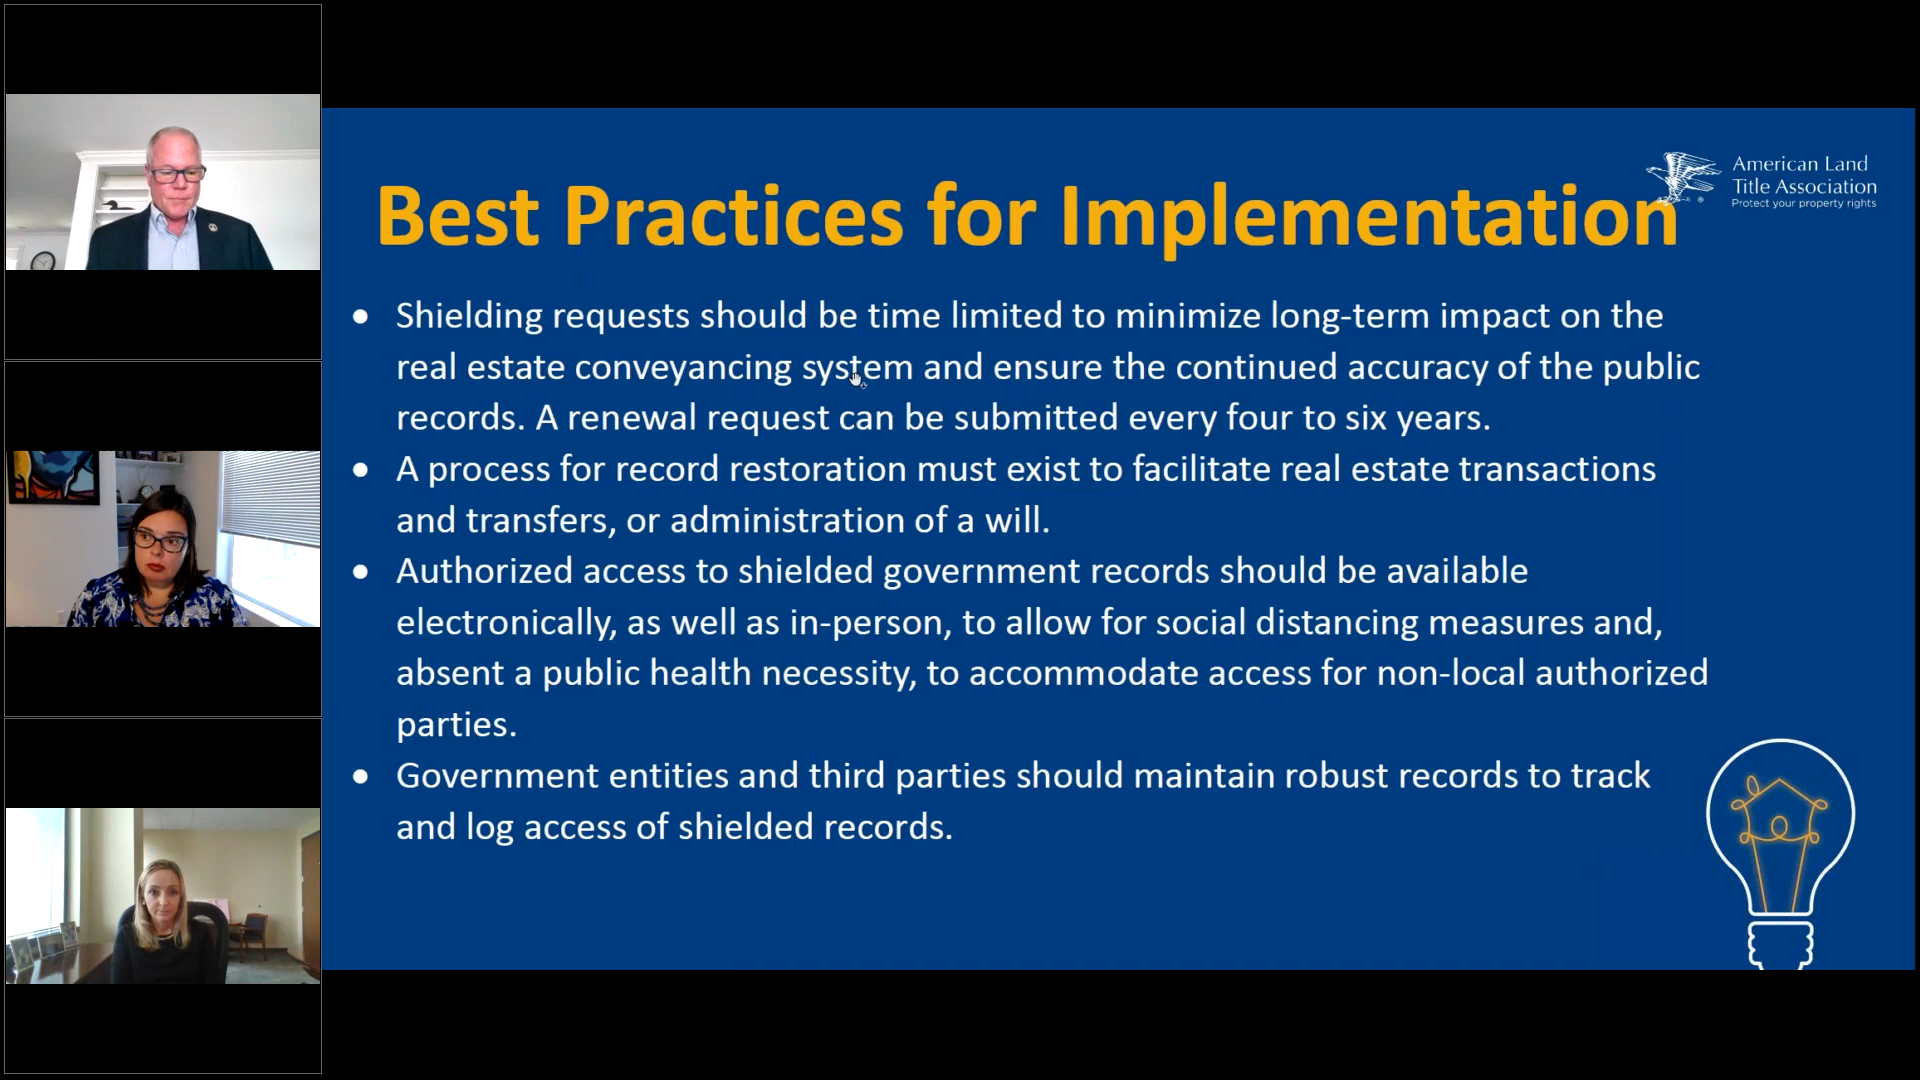 American Land
Title Association
Protect your property rights
Best Practices for Implementation
• Shielding requests should be time limited to minimize long-term impact on the
real estate conveyancing system and ensure the continued accuracy of the public
records. A renewal request can be submitted every four to six years.
• A process for record restoration must exist to facilitate real estate transactions
and transfers, or administration of a will.
• Authorized access to shielded government records should be available
electronically, as well as in-person, to allow for social distancing measures and,
absent a public health necessity, to accommodate access for non-local authorized
parties.
• Government entities and third parties should maintain robust records to track
and log access of shielded records.